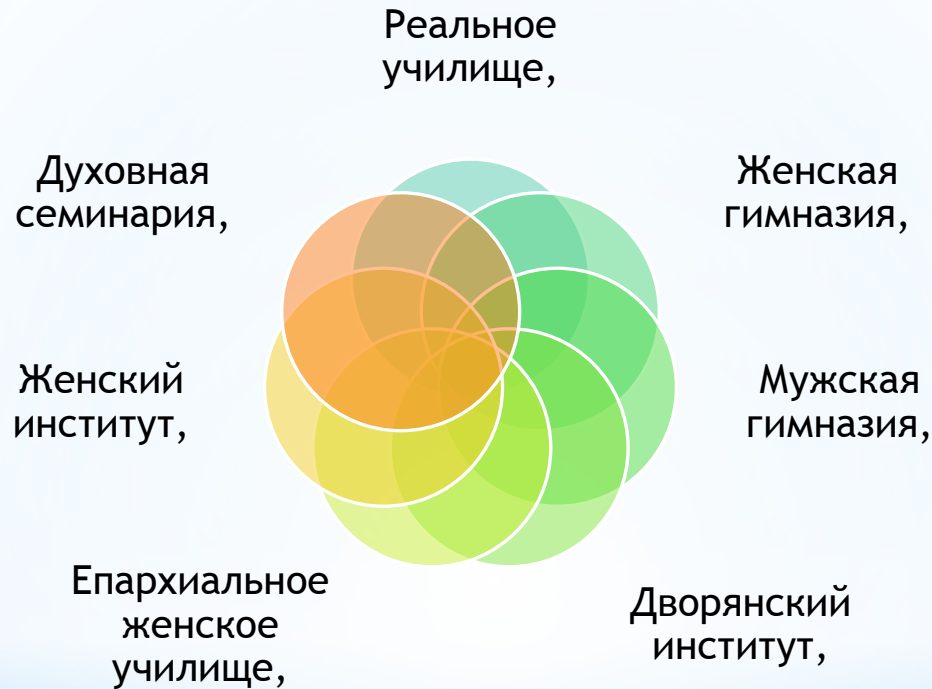 Реальное
училище,
Женская
гимназия,
Мужская
гимназия,
Дворянский
институт,
Епархиальное
женское
училище,
Женский
институт,
Духовная
семинария,